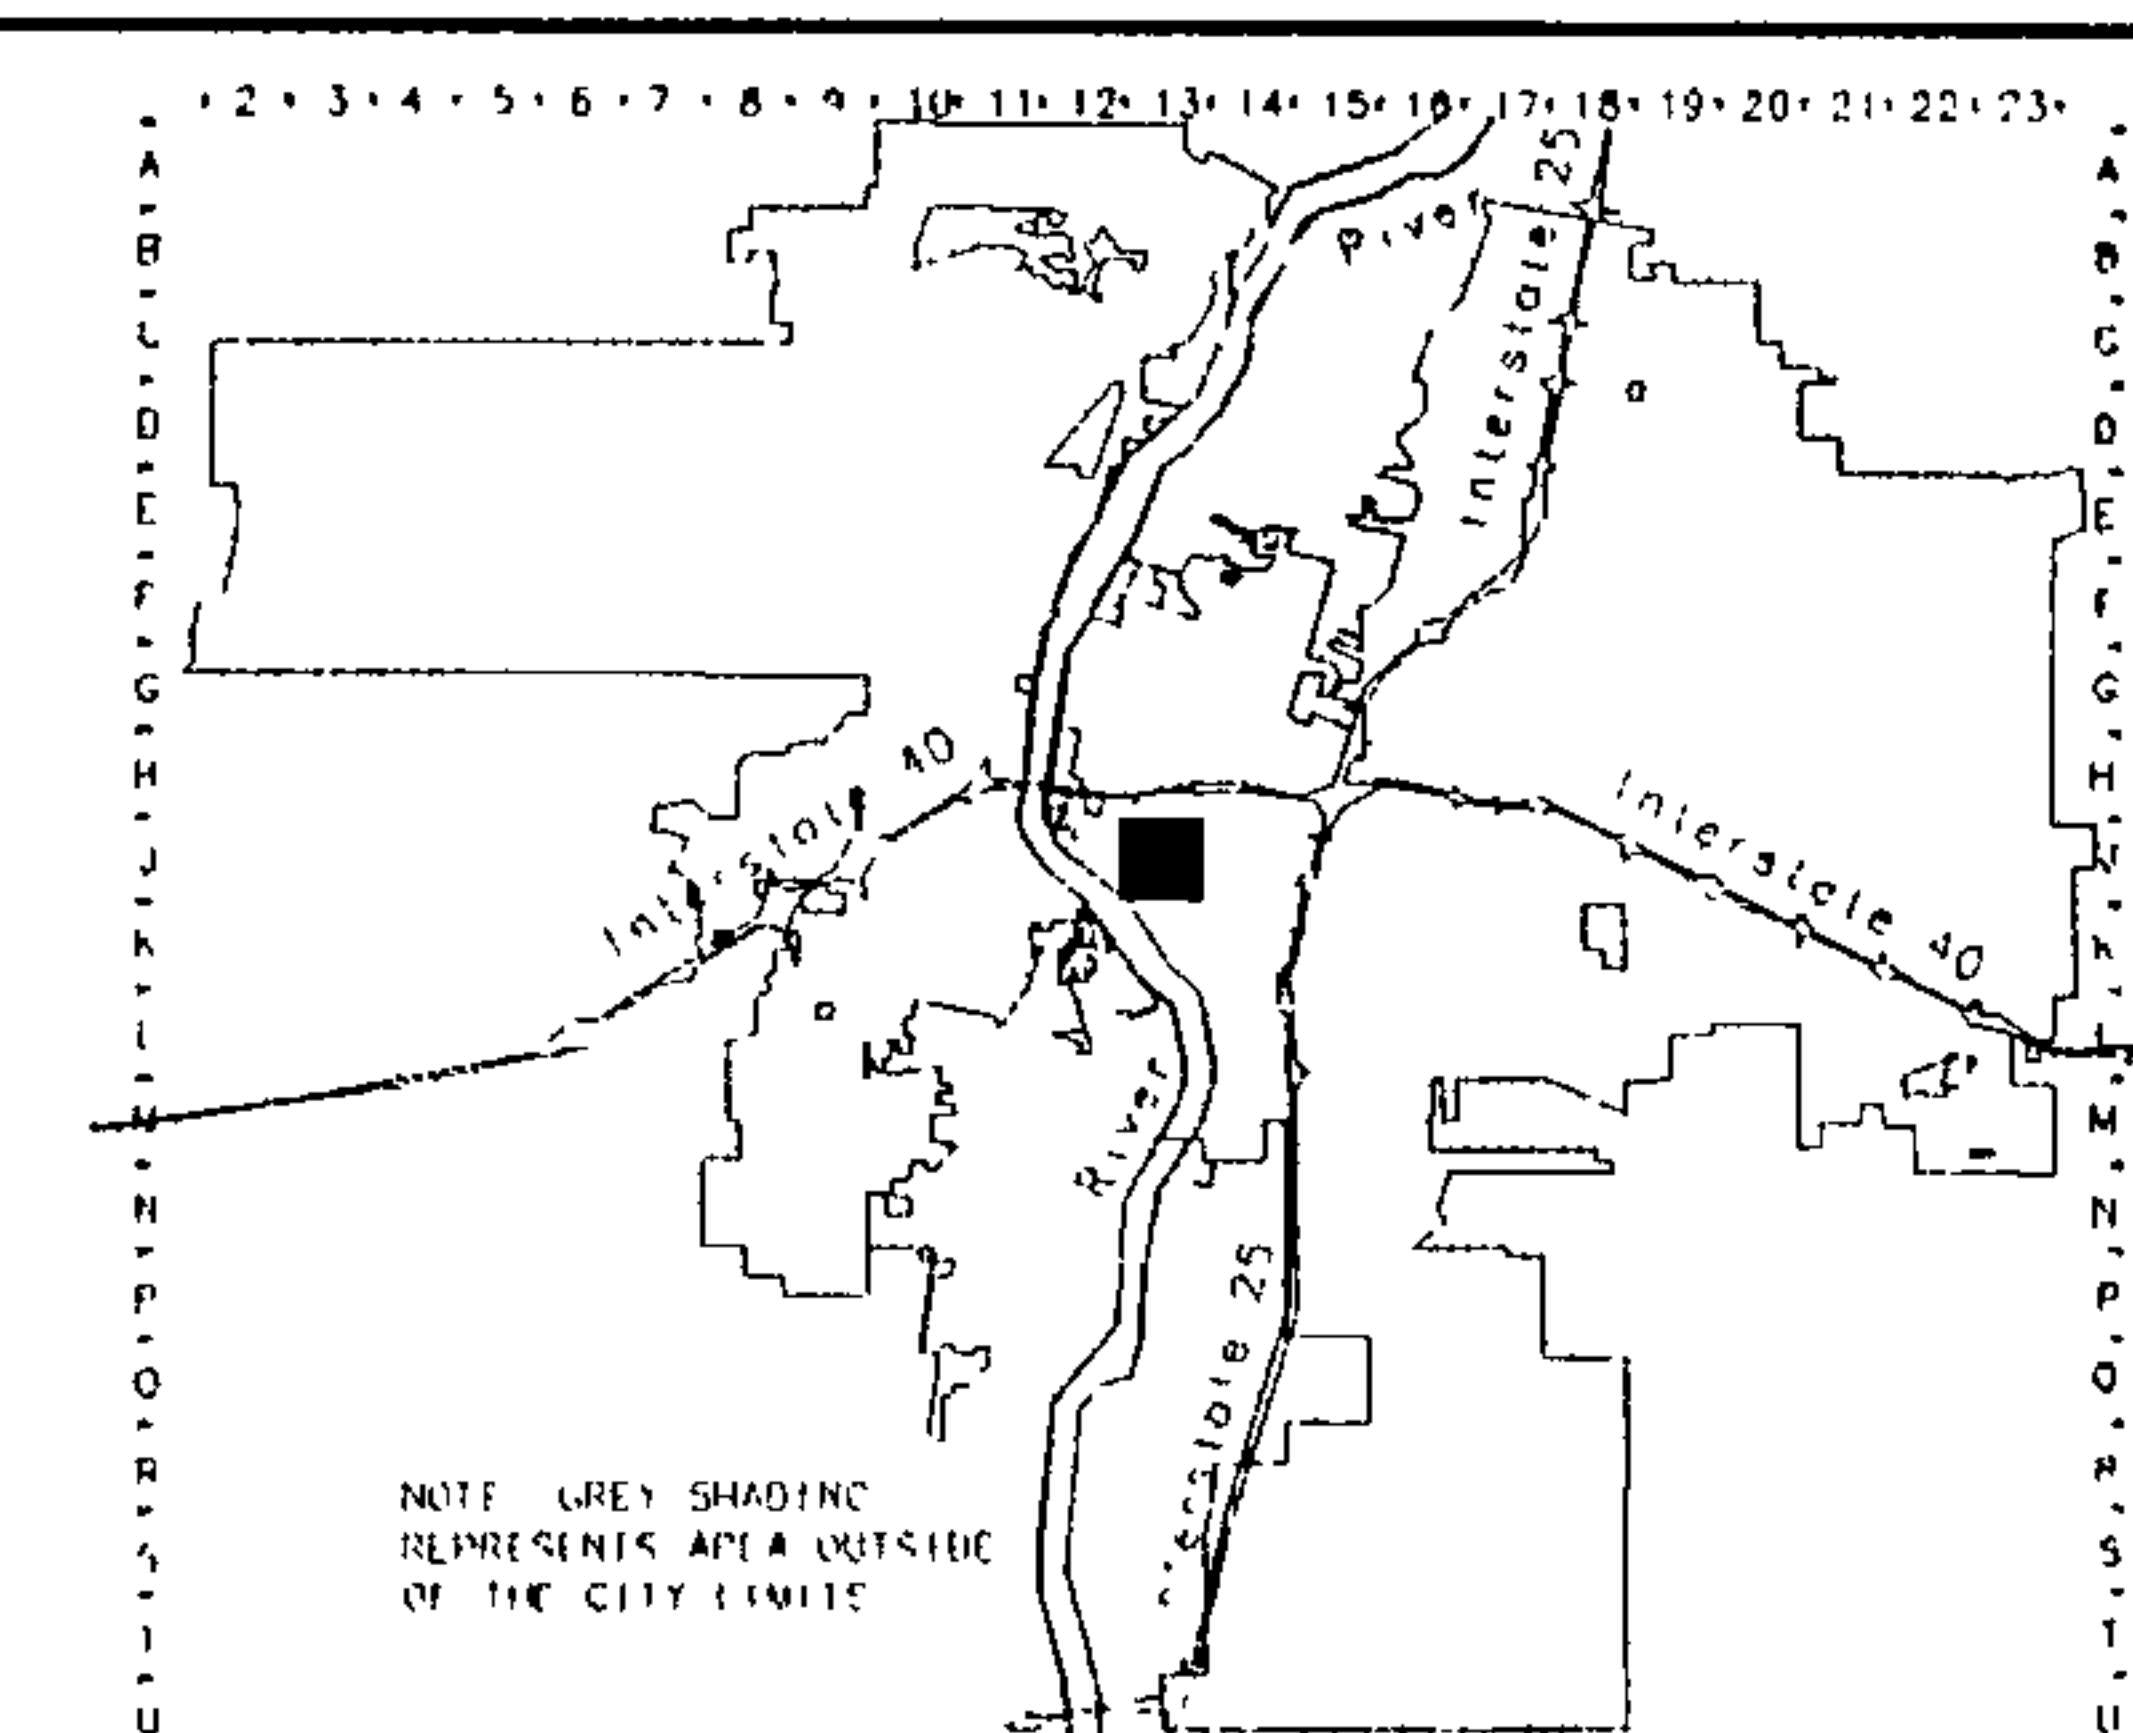 2 3 4 5 6 7 8 9 10 11 12 13 14 15 16 17 18 19 20 21 22 23
A A
B B
C C
D D
E E
F F
G G
H H
J J
K K
L L
M M
N N
P P
Q Q
R R
S S
T T
U U
River
Interstate 25
40
Interstate 40
River
25
NOTE GREY SHADING
REPRESENTS AREA OUTSIDE
OF THE CITY LIMITS